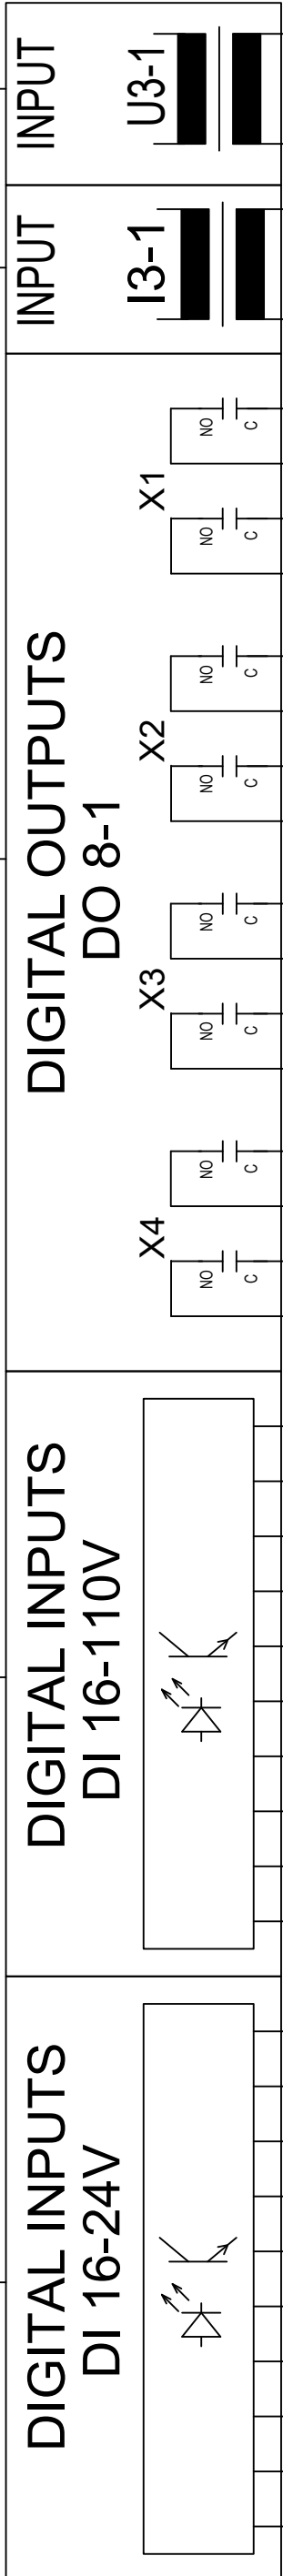 DIGITAL INPUTS
DI 16-24V
DIGITAL INPUTS
DI 16-110V
DIGITAL OUTPUTS
DO 8-1
X4
NO
C
NO
C
X3
NO
C
NO
C
X2
NO
C
NO
C
X1
NO
C
NO
C
INPUT
I3-1
INPUT
U3-1